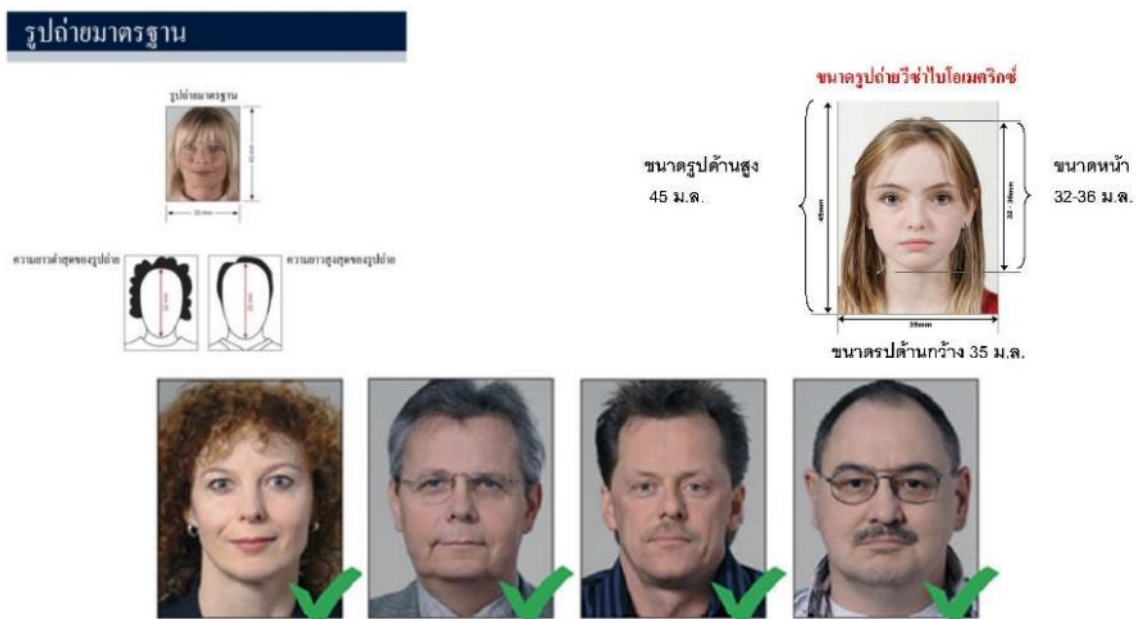 รูปถ่ายมาตรฐาน
รูปถ่ายมาตรฐาน
ขนาดรูปถ่ายวีซ่าไบโอเมตริกซ์
ขนาดรูปด้านสูง
45 ม.ล.
45mm
32 - 36mm
ขนาดหน้า
32-36 ม.ล.
35mm
ขนาดรูปด้านกว้าง 35 ม.ล.
ความยาวต่ำสุดของรูปถ่าย
ความยาวสูงสุดของรูปถ่าย